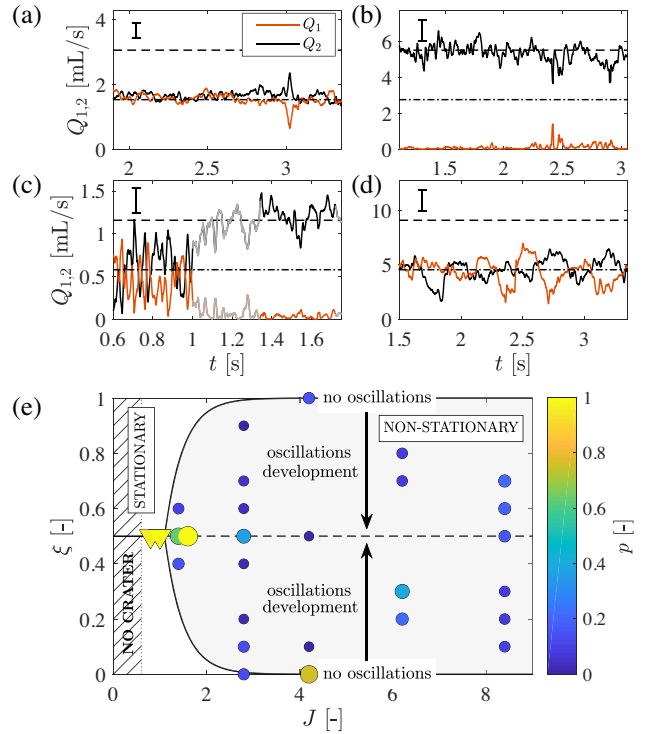 (a)
4
2
0
Q1,2 [mL/s]
Q1
Q2
2
2.5
3
(b)
9
6
3
0
1.5
2
2.5
3
(c)
1.5
1
0.5
0
Q1,2 [mL/s]
0.6
0.8
1
1.2
1.4
1.6
t [s]
(d)
10
5
0
1.5
2
2.5
3
t [s]
(e)
1
0.8
0.6
0.4
0.2
0
ξ [-]
STATIONARY
NO CRATER
no oscillations
NON-STATIONARY
oscillations
development
oscillations
development
no oscillations
0
2
4
6
8
J [-]
1
0.8
0.6
0.4
0.2
0
p [-]